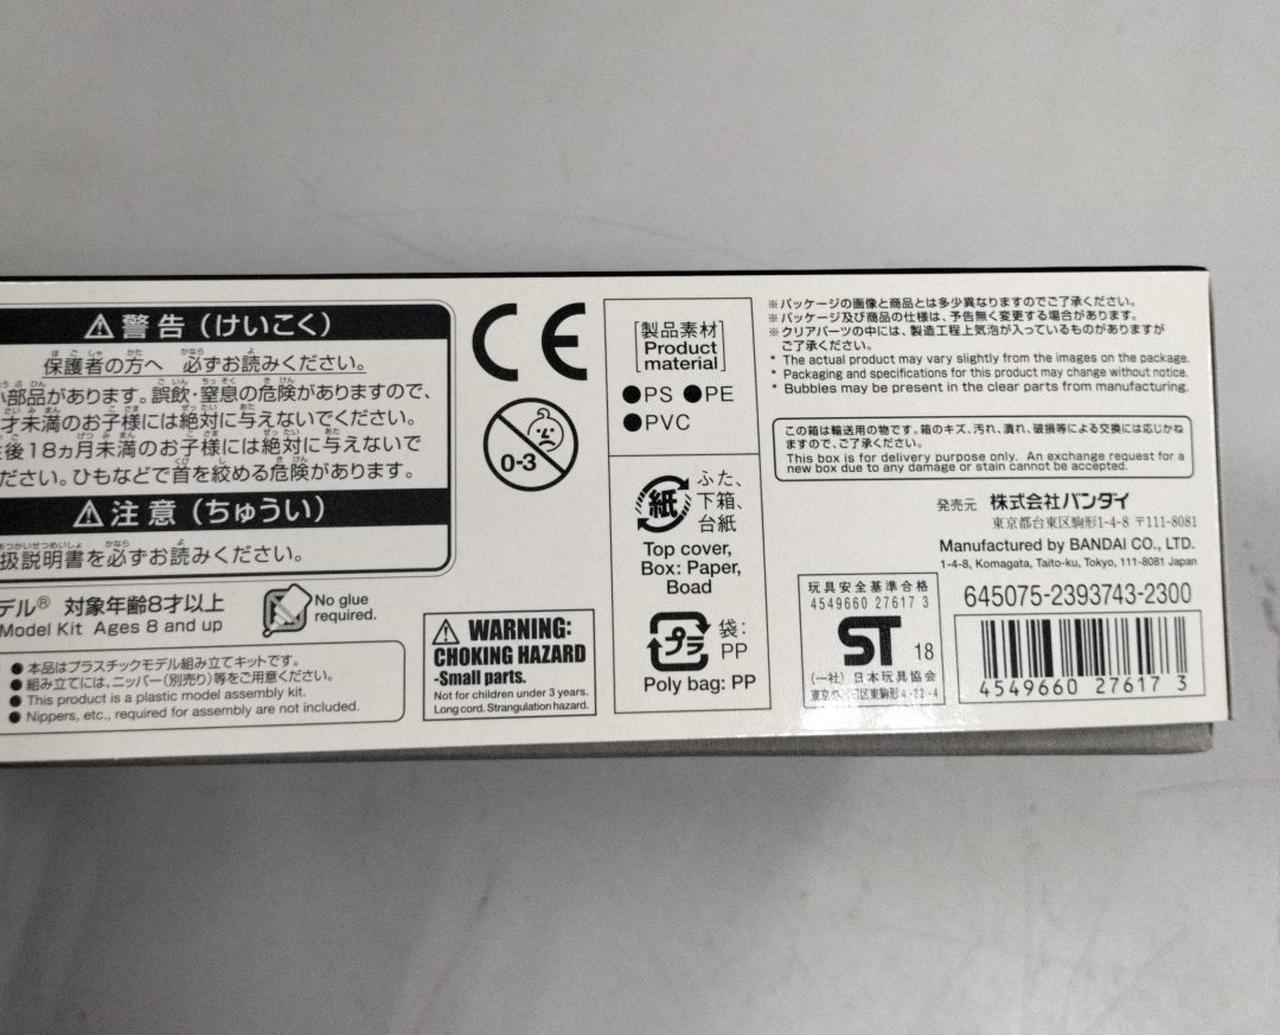 ⚠警告（けいこく）
保護者の方へ 必ずお読みください。
部品があります。誤飲・窒息の危険がありますので、
才未満のお子様には絶対に与えないでください。
後18ヵ月未満のお子様には絶対に与えないで
ださい。ひもなどで首を絞める危険があります。
⚠注意（ちゅうい）
扱説明書を必ずお読みください。
デル® 対象年齢8才以上
Model Kit Ages 8 and up
No glue
required.
●本品はプラスチックモデル組み立てキットです。
●組み立てには、ニッパー（別売り）等をご用意ください。
● This product is a plastic model assembly kit.
● Nippers, etc., required for assembly are not included.
CE
0-3
⚠ WARNING:
CHOKING HAZARD
-Small parts.
Not for children under 3 years.
Long cord. Strangulation hazard.
[製品素材
Product
material]
●PS ●PE
●PVC
紙
ふた、
下箱、
台紙
Top cover,
Box: Paper,
Boad
プラ
袋：
PP
Poly bag: PP
※パッケージの画像と商品とは多少異なりますのでご了承ください。
※パッケージ及び商品の仕様は、予告無く変更する場合があります。
※クリアパーツの中には、製造工程上気泡が入っているものがありますが
ご了承ください。
* The actual product may vary slightly from the images on the package.
* Packaging and specifications for this product may change without notice.
* Bubbles may be present in the clear parts from manufacturing.
この箱は輸送用の物です。箱のキズ、汚れ、潰れ、破損等による交換には応じかね
ますので、ご了承ください。
This box is for delivery purpose only. An exchange request for a
new box due to any damage or stain cannot be accepted.
発売元 株式会社バンダイ
東京都台東区駒形1-4-8 〒111-8081
Manufactured by BANDAI CO., LTD.
1-4-8, Komagata, Taito-ku, Tokyo, 111-8081 Japan
玩具安全基準合格
4549660 27617 3
ST 18
(一社) 日本玩具協会
区東駒形4-22-4
645075-2393743-2300
4549660 27617 3